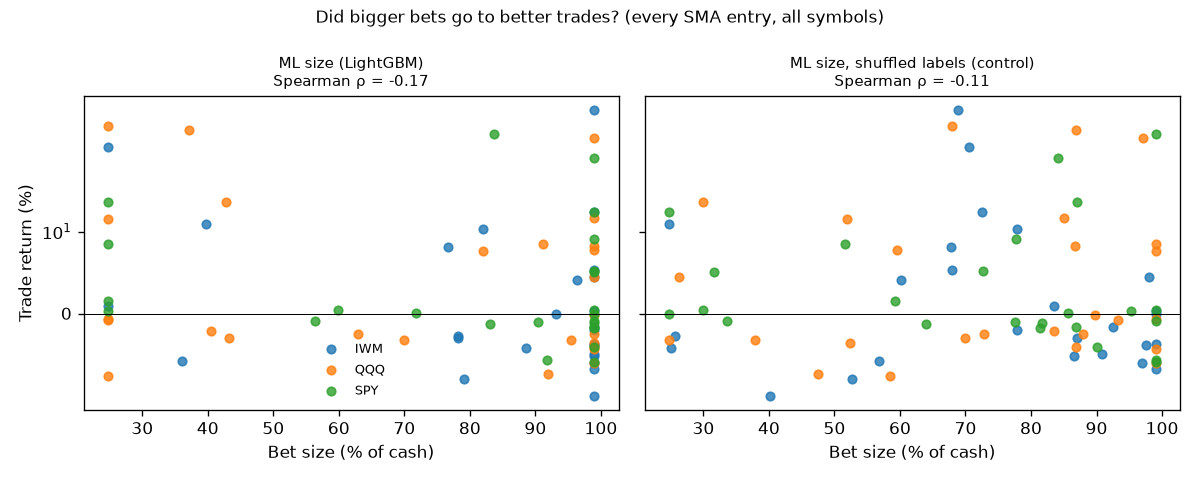 Did bigger bets go to better trades? (every SMA entry, all symbols)
ML size (LightGBM)
Spearman ρ = -0.17
ML size, shuffled labels (control)
Spearman ρ = -0.11
Trade return (%)
10¹
0
IWM
QQQ
SPY
30 40 50 60 70 80 90 100
30 40 50 60 70 80 90 100
Bet size (% of cash)
Bet size (% of cash)